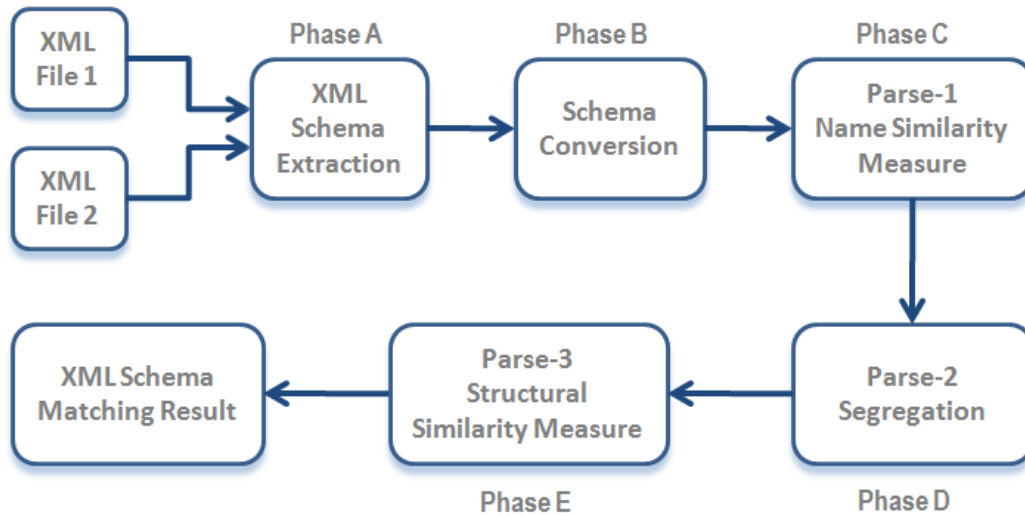 XML
File 1
XML
File 2
Phase A
XML
Schema
Extraction
Phase B
Schema
Conversion
Phase C
Parse-1
Name Similarity
Measure
Parse-2
Segregation
Phase D
Parse-3
Structural
Similarity Measure
Phase E
XML Schema
Matching Result